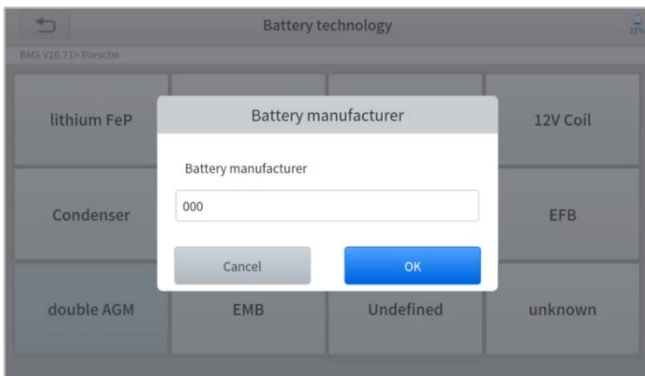 Battery technology
21%
BMS V16.71> Porsche
lithium FeP
12V Coil
Battery manufacturer
Battery manufacturer
000
Condenser
EFB
Cancel
OK
double AGM
EMB
Undefined
unknown